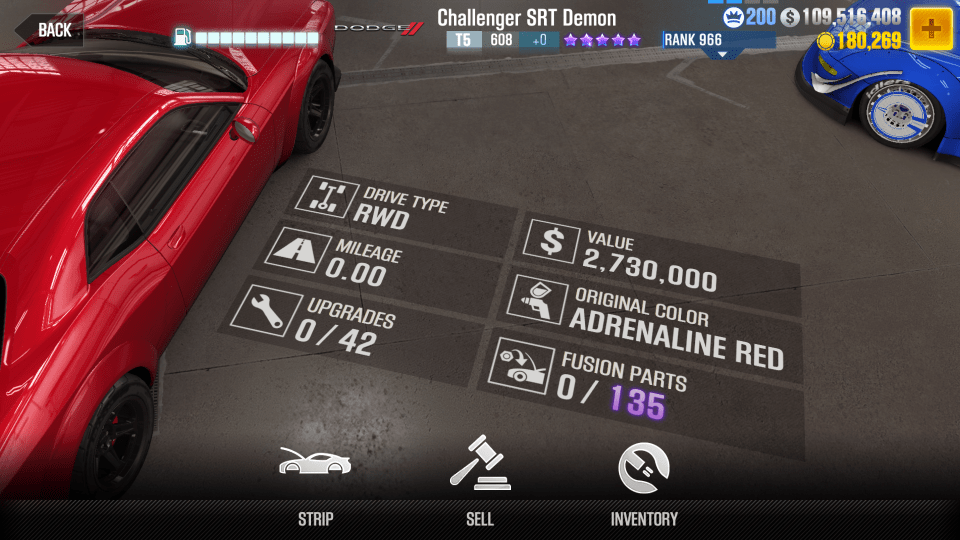 BACK
DODGE
Challenger SRT Demon
T5 608 +0
RANK 966
200 109,516,408
180,269
DRIVE TYPE
RWD
MILEAGE
0.00
UPGRADES
0/42
VALUE
2,730,000
ORIGINAL COLOR
ADRENALINE RED
FUSION PARTS
0/ 135
idlers
STRIP
SELL
INVENTORY